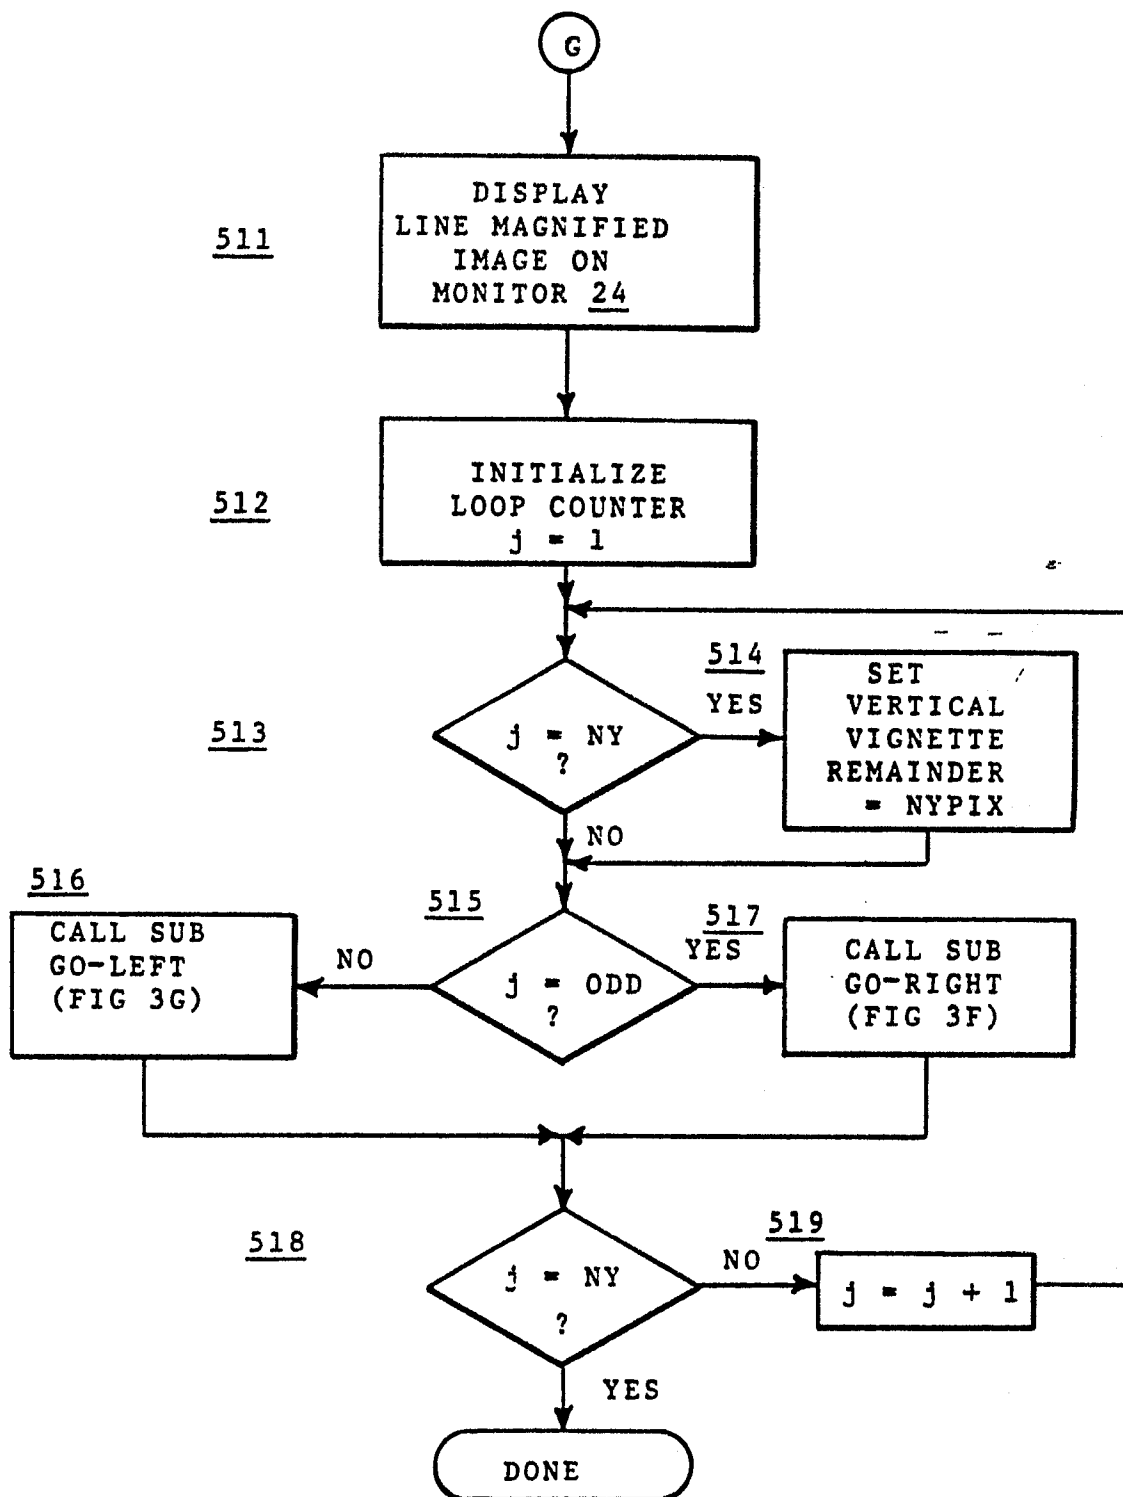 G
DISPLAY
LINE MAGNIFIED
IMAGE ON
MONITOR 24
511
INITIALIZE
LOOP COUNTER
j = 1
512
514
YES
SET
VERTICAL
VIGNETTE
REMAINDER
= NYPIX
513
j = NY
?
NO
516
CALL SUB
GO-LEFT
(FIG 3G)
NO
515
j = ODD
?
517
YES
CALL SUB
GO-RIGHT
(FIG 3F)
518
j = NY
?
NO
519
j = j + 1
YES
DONE